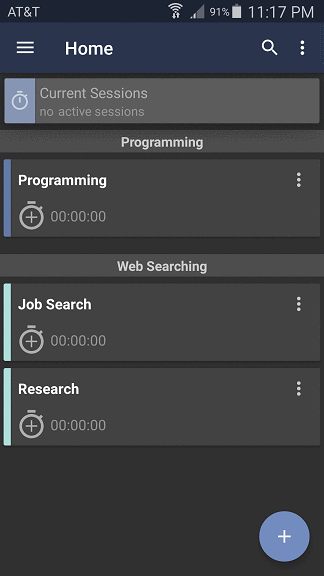 AT&T 91% 11:17 PM
Home
Current Sessions
no active sessions
Programming
Programming
00:00:00
Web Searching
Job Search
00:00:00
Research
00:00:00